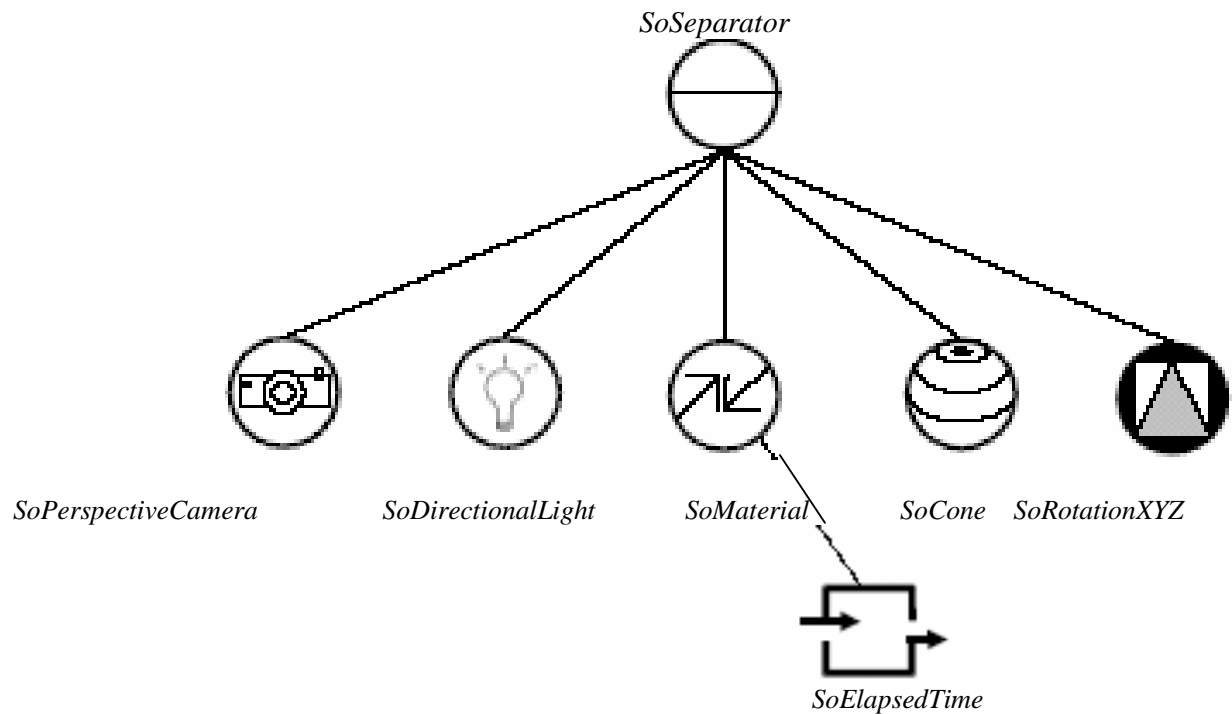 SoSeparator
SoPerspectiveCamera SoDirectionalLight SoMaterial SoCone SoRotationXYZ
SoElapsedTime